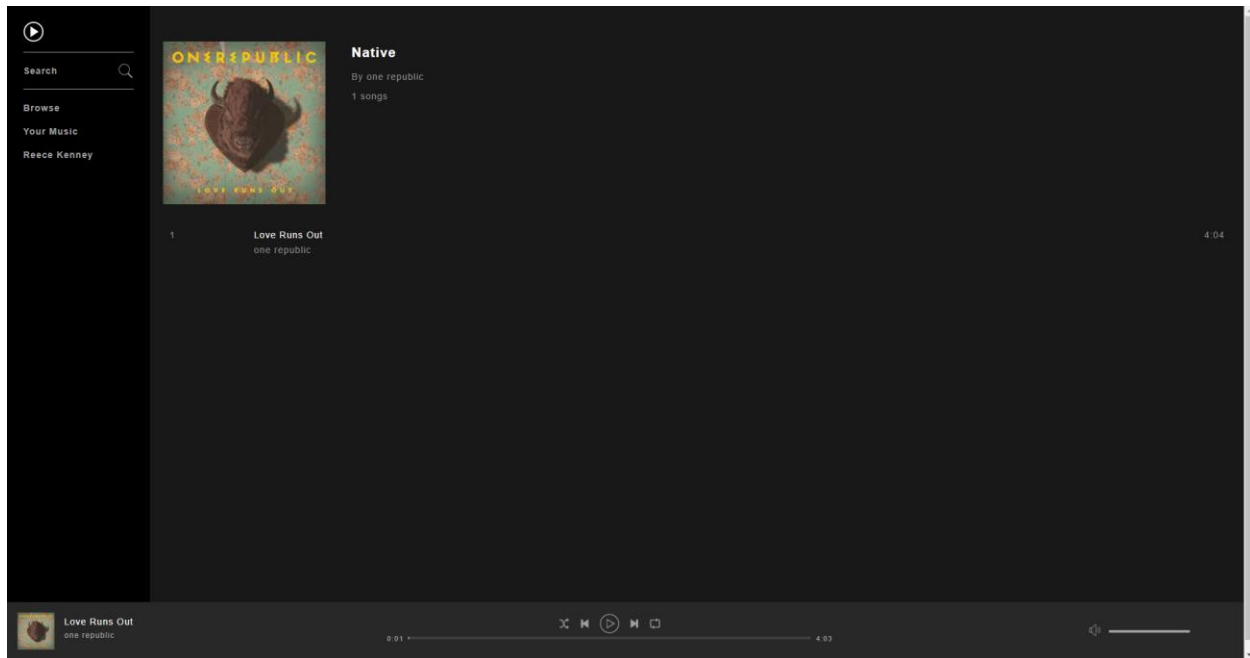 Search
Browse
Your Music
Reece Kenney
ONEREPUBLIC
LOVE RUNS OUT
Native
By one republic
1 songs
1
Love Runs Out
4:04
one republic
Love Runs Out
one republic
0:01
4:03